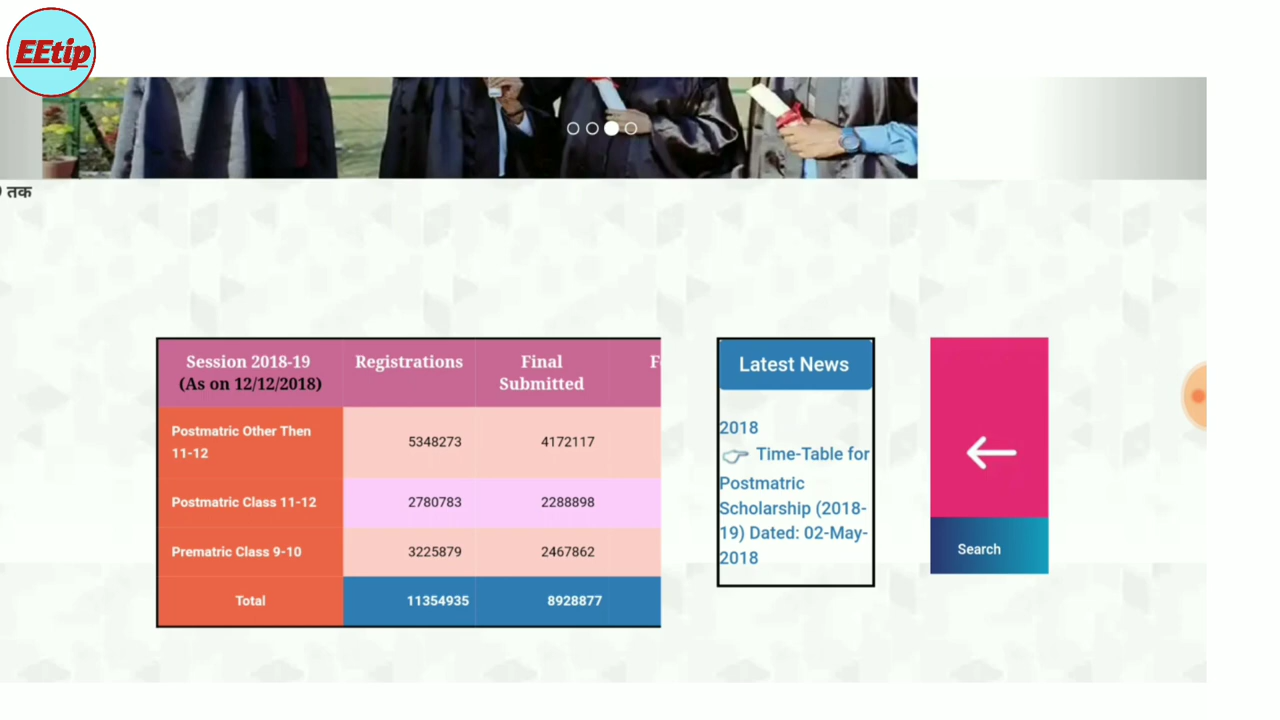 EEtip
तक
Session 2018-19
(As on 12/12/2018)
Registrations
Final
Submitted
Postmatric Other Then
11-12
5348273
4172117
Postmatric Class 11-12
2780783
2288898
Prematric Class 9-10
3225879
2467862
Total
11354935
8928877
Latest News
2018
Time-Table for
Postmatric
Scholarship (2018-
19) Dated: 02-May-
2018
Search